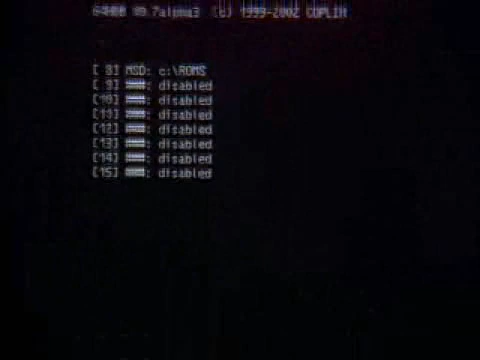 64HDD V0.7alpha3 (c) 1999-2002 COPLIN
[ 8] MSD: c:\ROMS
[ 9] : disabled
[10] : disabled
[11] : disabled
[12] : disabled
[13] : disabled
[14] : disabled
[15] : disabled